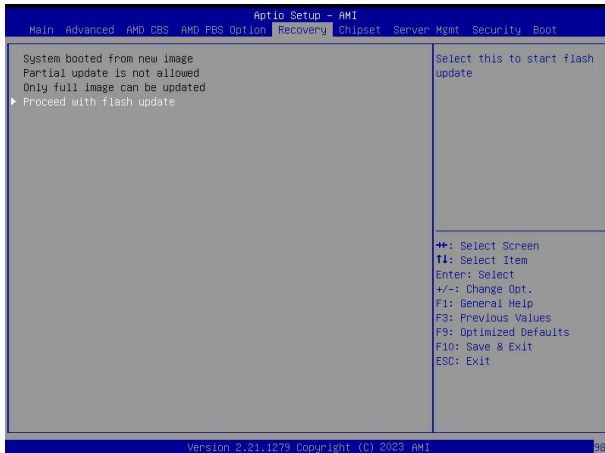 Aptio Setup – AMI
Main Advanced AMD CBS AMD PBS Option Recovery Chipset Server Mgmt Security Boot
System booted from new image
Partial update is not allowed
Only full image can be updated
▶ Proceed with flash update
Select this to start flash
update
→←: Select Screen
↑↓: Select Item
Enter: Select
+/-: Change Opt.
F1: General Help
F3: Previous Values
F9: Optimized Defaults
F10: Save & Exit
ESC: Exit
Version 2.21.1279 Copyright (C) 2023 AMI
98